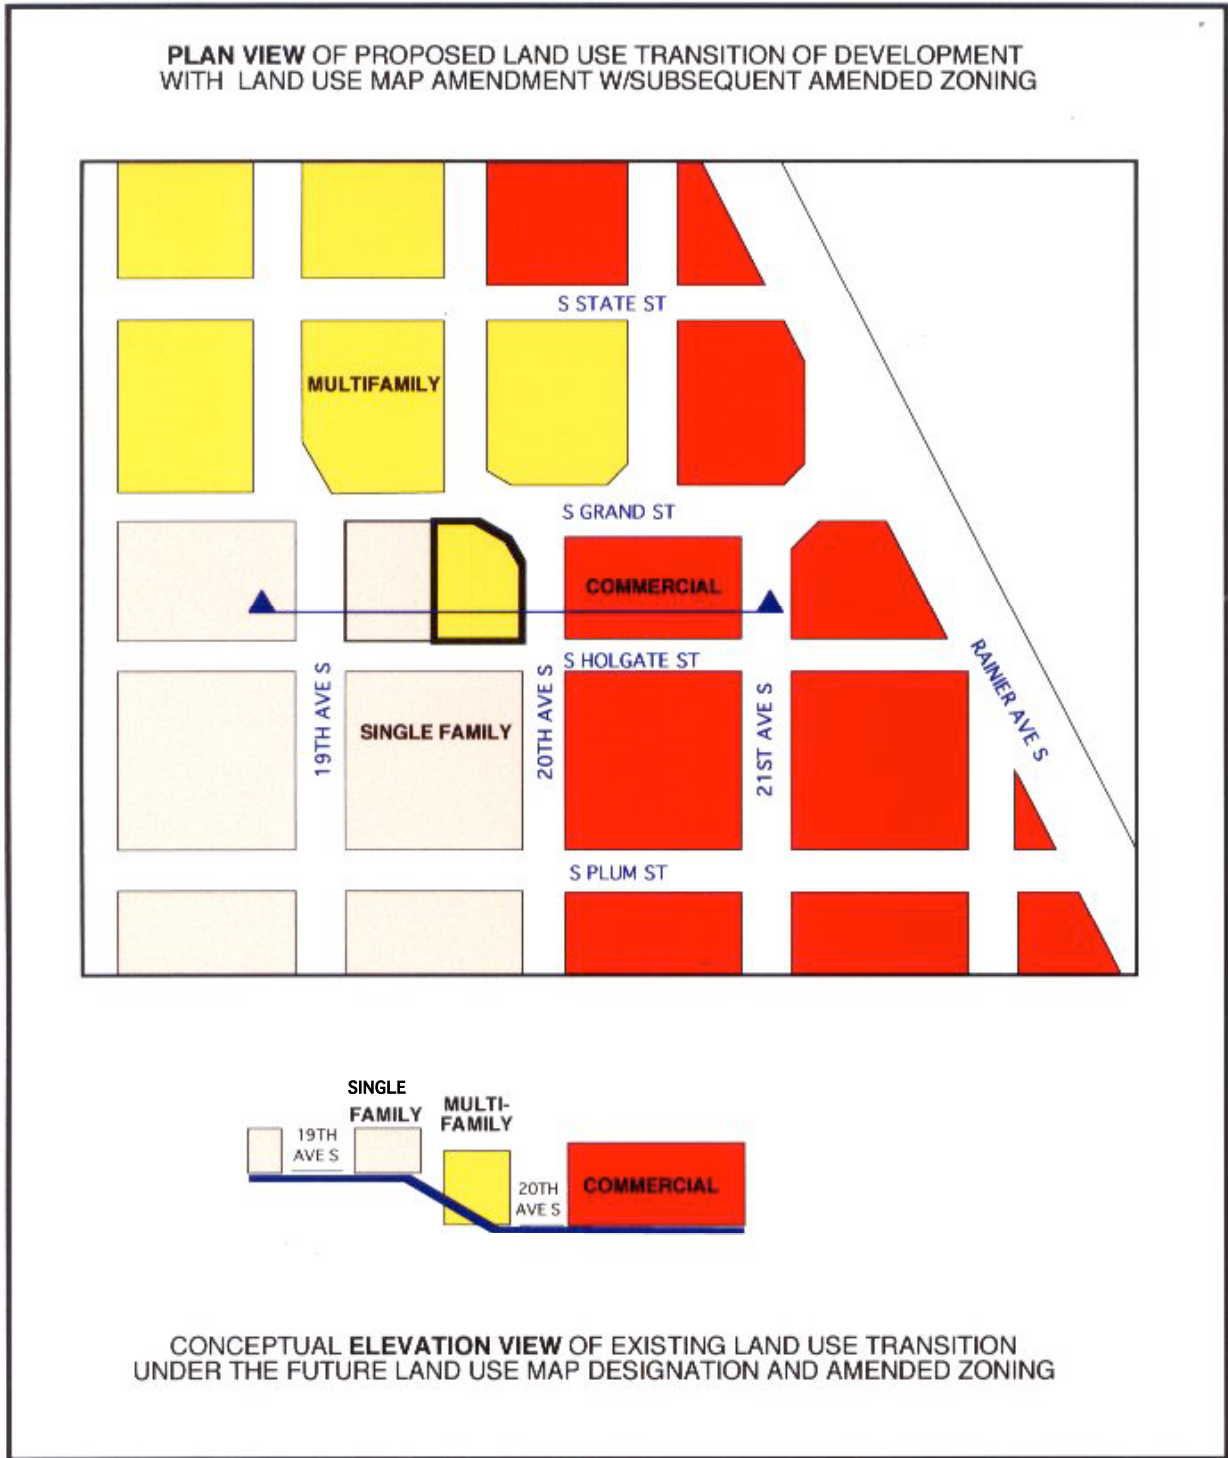 PLAN VIEW OF PROPOSED LAND USE TRANSITION OF DEVELOPMENT
WITH LAND USE MAP AMENDMENT W/SUBSEQUENT AMENDED ZONING
S STATE ST
MULTIFAMILY
S GRAND ST
COMMERCIAL
S HOLGATE ST
19TH AVE S
SINGLE FAMILY
20TH AVE S
21ST AVE S
RAINIER AVE S
S PLUM ST
SINGLE
FAMILY
MULTI-
FAMILY
19TH
AVE S
20TH
AVE S
COMMERCIAL
CONCEPTUAL ELEVATION VIEW OF EXISTING LAND USE TRANSITION
UNDER THE FUTURE LAND USE MAP DESIGNATION AND AMENDED ZONING